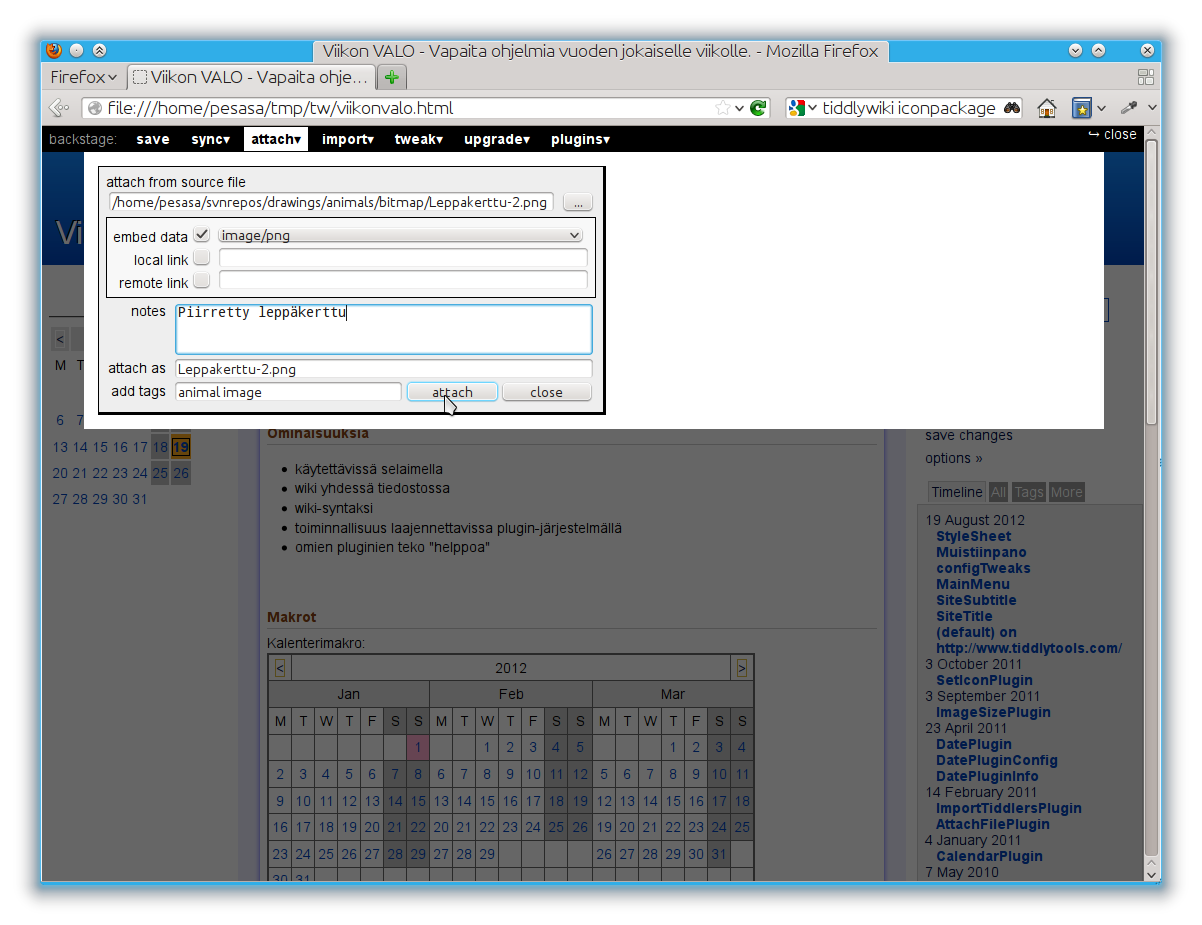 Viikon VALO - Vapaita ohjelmia vuoden jokaiselle viikolle. - Mozilla Firefox
Firefox
Viikon VALO - Vapaita ohje...
file:///home/pesasa/tmp/tw/viikonvalo.html
tiddlywiki iconpackage
backstage: save sync▾ attach▾ import▾ tweak▾ upgrade▾ plugins▾ ↪ close
Vi
attach from source file
/home/pesasa/svnrepos/drawings/animals/bitmap/Leppakerttu-2.png ...
embed data image/png
local link
remote link
notes Piirretty leppäkerttu
attach as Leppakerttu-2.png
add tags animal image attach close
<
M T
6 7
13 14 15 16 17 18 19
20 21 22 23 24 25 26
27 28 29 30 31
Ominaisuuksia
• käytettävissä selaimella
• wiki yhdessä tiedostossa
• wiki-syntaksi
• toiminnallisuus laajennettavissa plugin-järjestelmällä
• omien pluginien teko "helppoa"
Makrot
Kalenterimakro:
< 2012 >
Jan Feb Mar
M T W T F S S M T W T F S S M T W T F S S
1 1 2 3 4 5 1 2 3 4
2 3 4 5 6 7 8 6 7 8 9 10 11 12 5 6 7 8 9 10 11
9 10 11 12 13 14 15 13 14 15 16 17 18 19 12 13 14 15 16 17 18
16 17 18 19 20 21 22 20 21 22 23 24 25 26 19 20 21 22 23 24 25
23 24 25 26 27 28 29 27 28 29 26 27 28 29 30 31
30 31
save changes
options »
Timeline All Tags More
19 August 2012
StyleSheet
Muistiinpano
configTweaks
MainMenu
SiteSubtitle
SiteTitle
(default) on
http://www.tiddlytools.com/
3 October 2011
SetIconPlugin
3 September 2011
ImageSizePlugin
23 April 2011
DatePlugin
DatePluginConfig
DatePluginInfo
14 February 2011
ImportTiddlersPlugin
AttachFilePlugin
4 January 2011
CalendarPlugin
7 May 2010